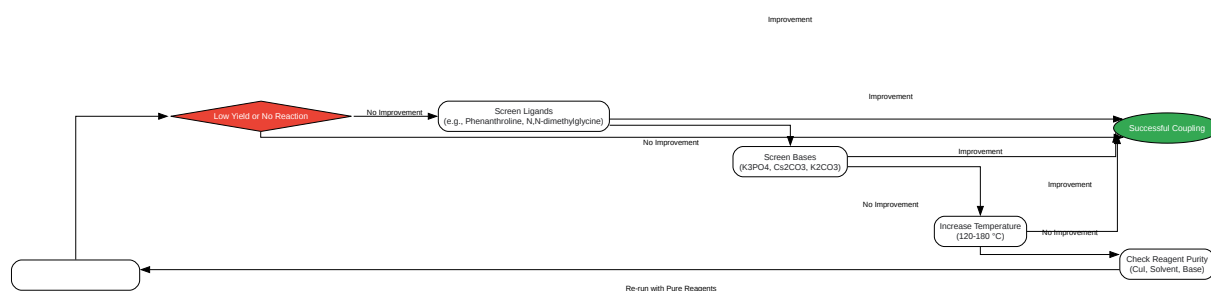 Improvement
Improvement
Low Yield or No Reaction
No Improvement
Screen Ligands
(e.g., Phenanthroline, N,N-dimethylglycine)
Successful Coupling
No Improvement
Screen Bases
(K3PO4, Cs2CO3, K2CO3)
Improvement
Improvement
No Improvement
Increase Temperature
(120-180 °C)
No Improvement
Check Reagent Purity
(CuI, Solvent, Base)
Re-run with Pure Reagents